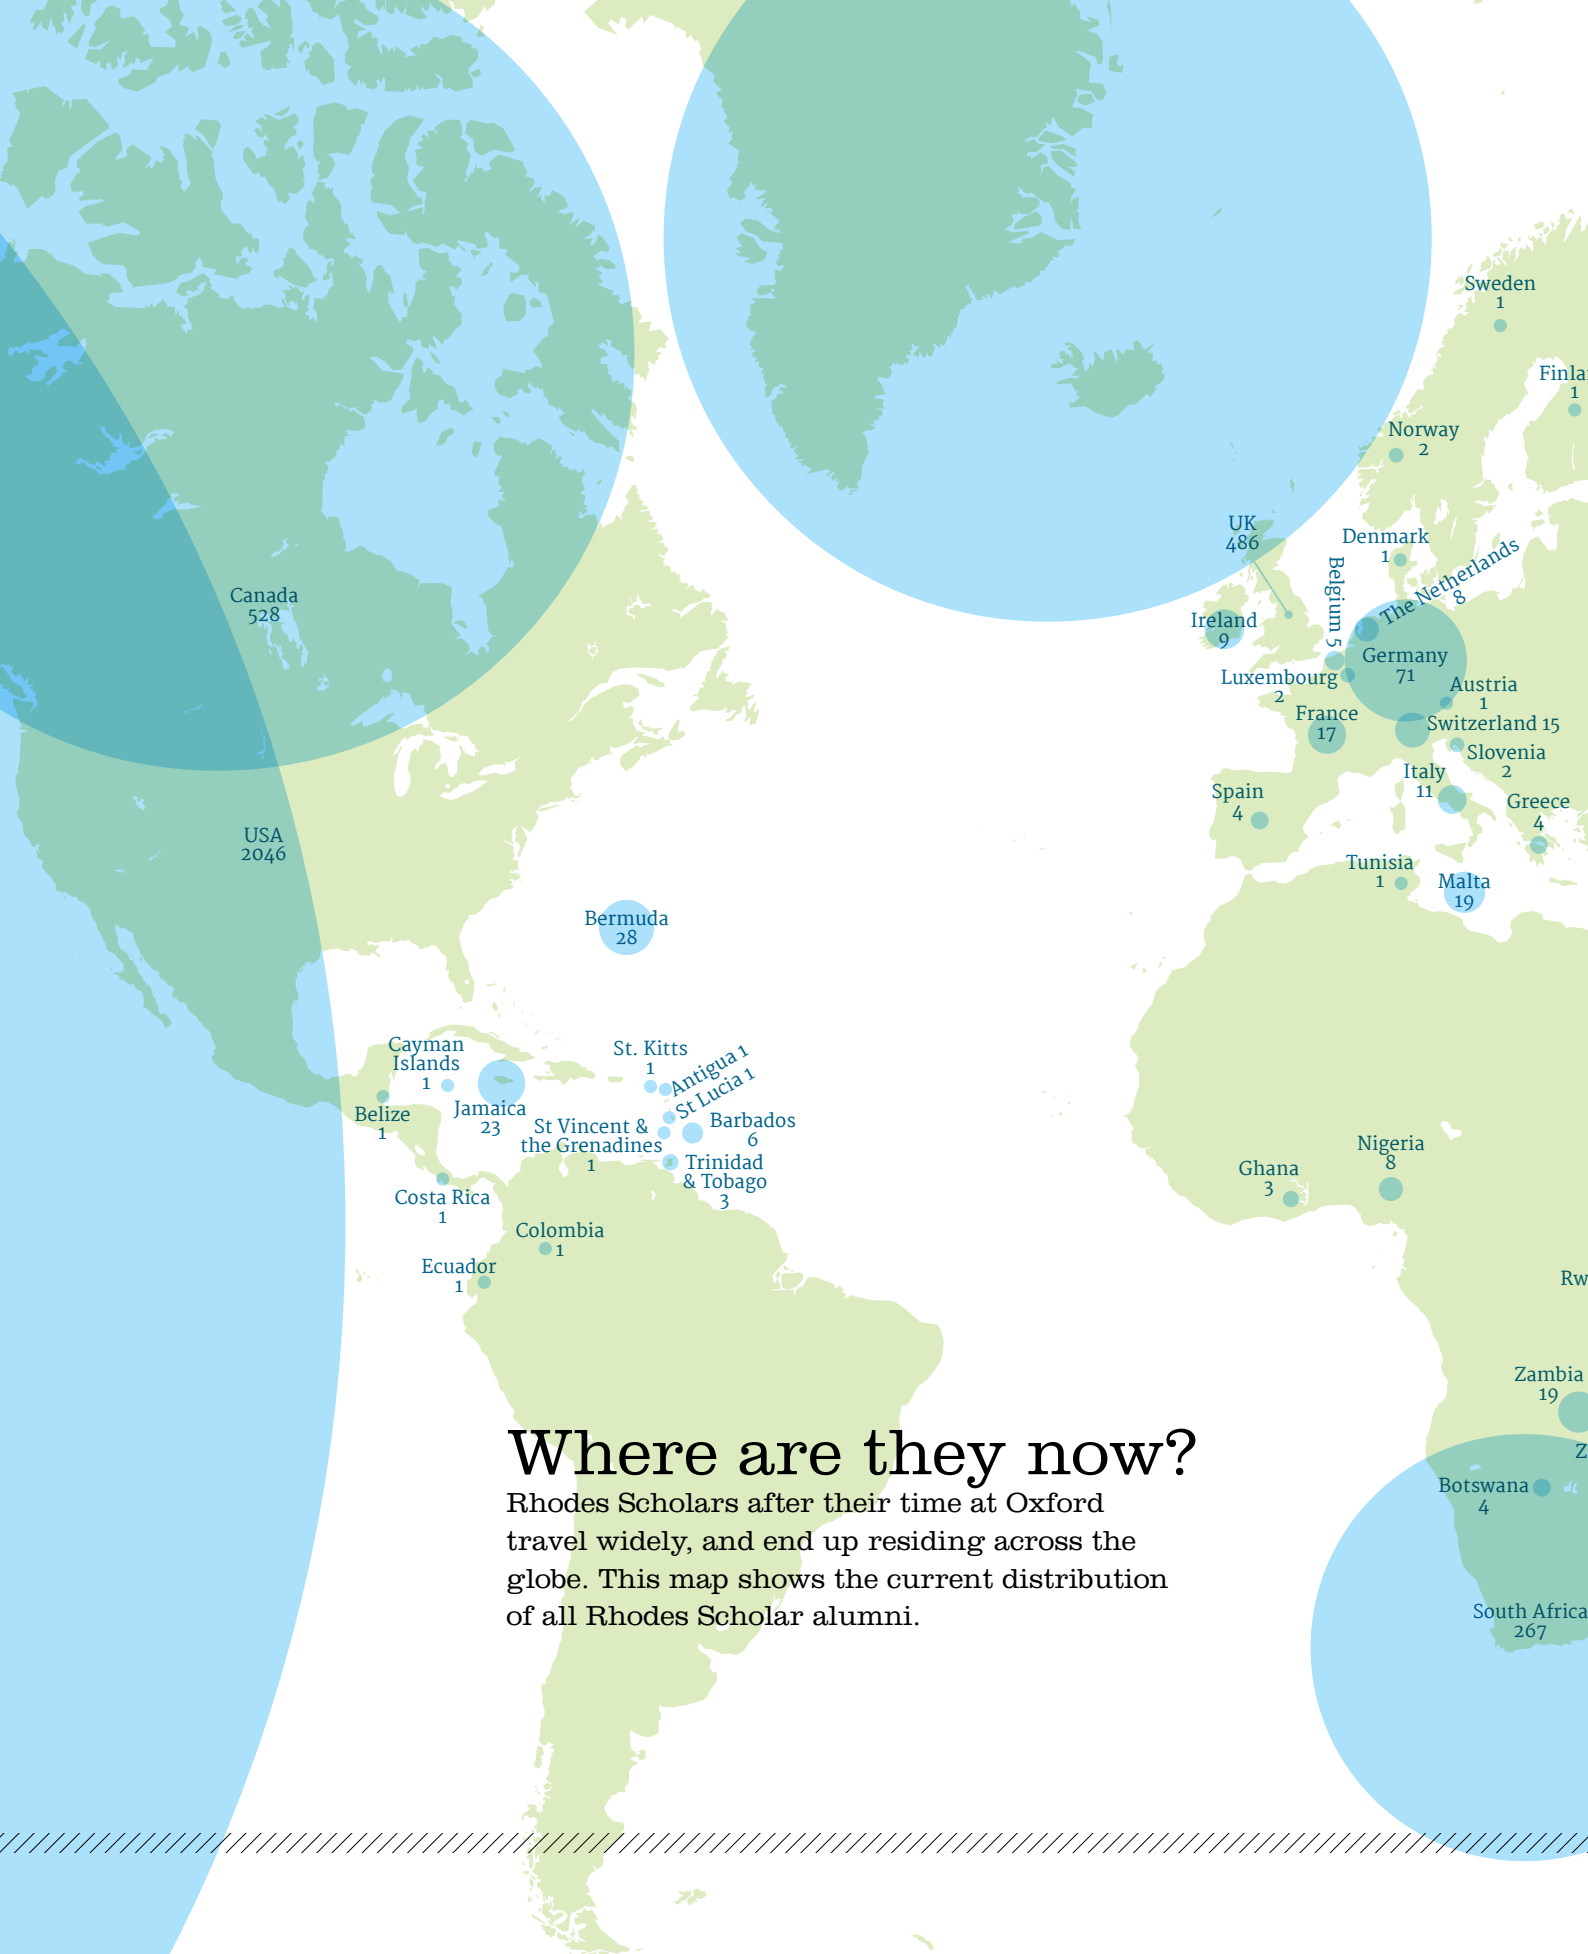 Sweden
1
Finla
1
Norway
2
UK
486
Denmark
1
The Netherlands
8
Belgium 5
Canada
528
Ireland
9
Germany
71
Luxembourg
2
Austria
1
France
17
Switzerland 15
Slovenia
2
Italy
11
Spain
4
Greece
4
USA
2046
Tunisia
1
Malta
19
Bermuda
28
Cayman
Islands
1
St. Kitts
1
Antigua 1
St Lucia 1
Belize
1
Jamaica
23
St Vincent &
the Grenadines
1
Barbados
6
Trinidad
& Tobago
3
Nigeria
8
Ghana
3
Costa Rica
1
Colombia
1
Ecuador
1
Rw
Zambia
19
Z
Where are they now?
Rhodes Scholars after their time at Oxford
travel widely, and end up residing across the
globe. This map shows the current distribution
of all Rhodes Scholar alumni.
Botswana
4
South Africa
267